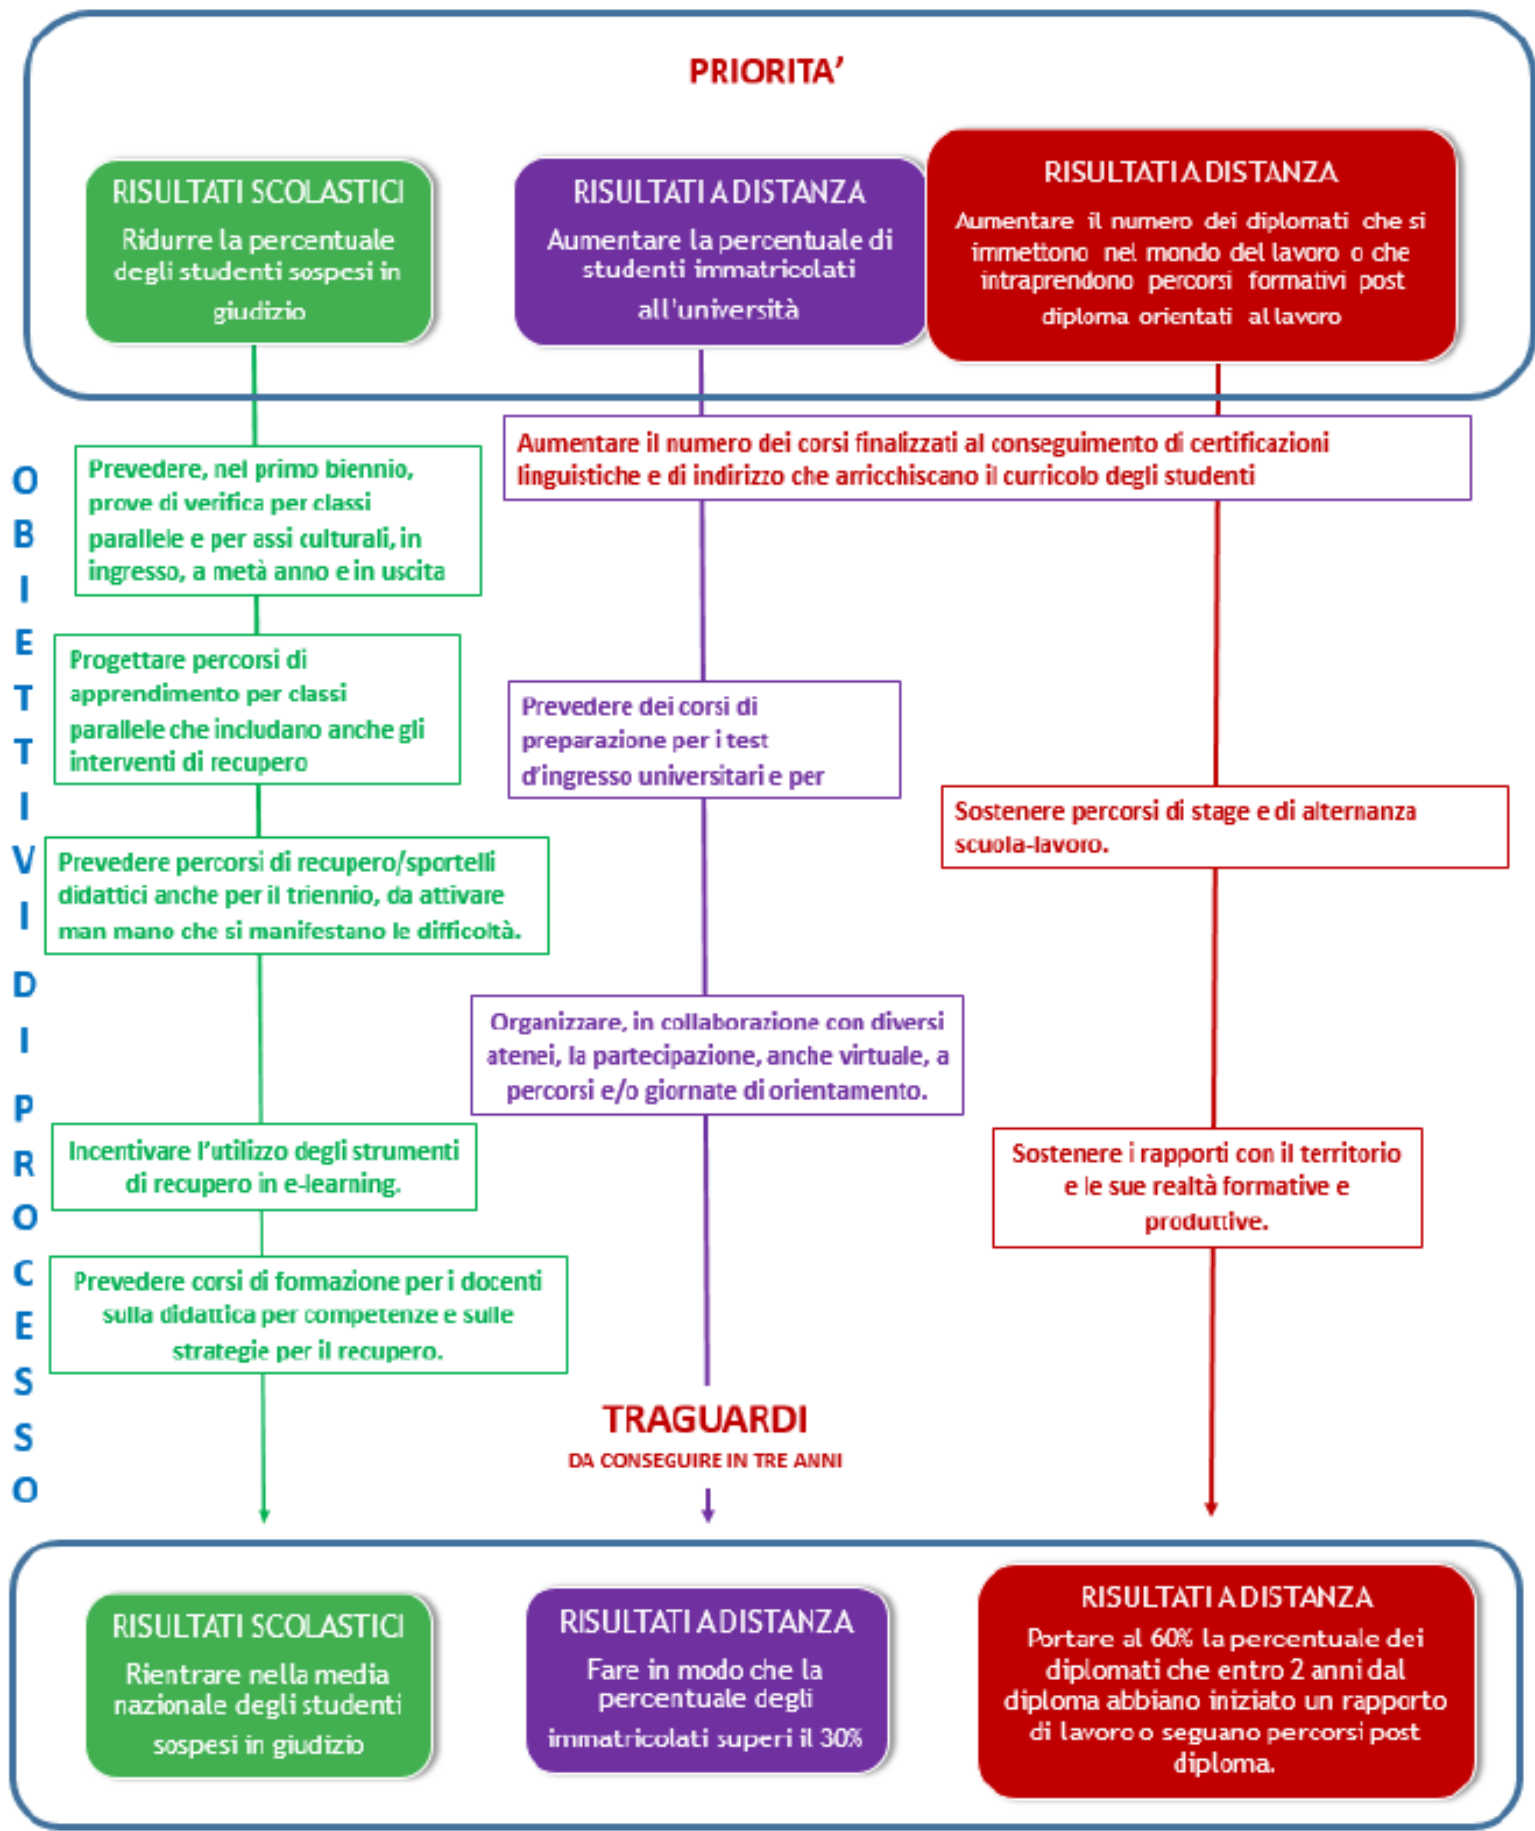 PRIORITA'
RISULTATI SCOLASTICI
Ridurre la percentuale
degli studenti sospesi in
giudizio
RISULTATI A DISTANZA
Aumentare la percentuale di
studenti immatricolati
all'università
RISULTATI A DISTANZA
Aumentare il numero dei diplomati che si
immettono nel mondo del lavoro o che
intraprendono percorsi formativi post
diploma orientati al lavoro
OBIETTIVI DI PROCESSO
Prevedere, nel primo biennio,
prove di verifica per classi
parallele e per assi culturali, in
ingresso, a metà anno e in uscita
Progettare percorsi di
apprendimento per classi
parallele che includano anche gli
interventi di recupero
Prevedere percorsi di recupero/sportelli
didattici anche per il triennio, da attivare
man mano che si manifestano le difficoltà.
Incentivare l'utilizzo degli strumenti
di recupero in e-learning.
Prevedere corsi di formazione per i docenti
sulla didattica per competenze e sulle
strategie per il recupero.
Aumentare il numero dei corsi finalizzati al conseguimento di certificazioni
linguistiche e di indirizzo che arricchiscano il curricolo degli studenti
Prevedere dei corsi di
preparazione per i test
d'ingresso universitari e per
Organizzare, in collaborazione con diversi
atenei, la partecipazione, anche virtuale, a
percorsi e/o giornate di orientamento.
Sostenere percorsi di stage e di alternanza
scuola-lavoro.
Sostenere i rapporti con il territorio
e le sue realtà formative e
produttive.
TRAGUARDI
DA CONSEGUIRE IN TRE ANNI
RISULTATI SCOLASTICI
Rientrare nella media
nazionale degli studenti
sospesi in giudizio
RISULTATI A DISTANZA
Fare in modo che la
percentuale degli
immatricolati superi il 30%
RISULTATI A DISTANZA
Portare al 60% la percentuale dei
diplomati che entro 2 anni dal
diploma abbiano iniziato un rapporto
di lavoro o seguano percorsi post
diploma.